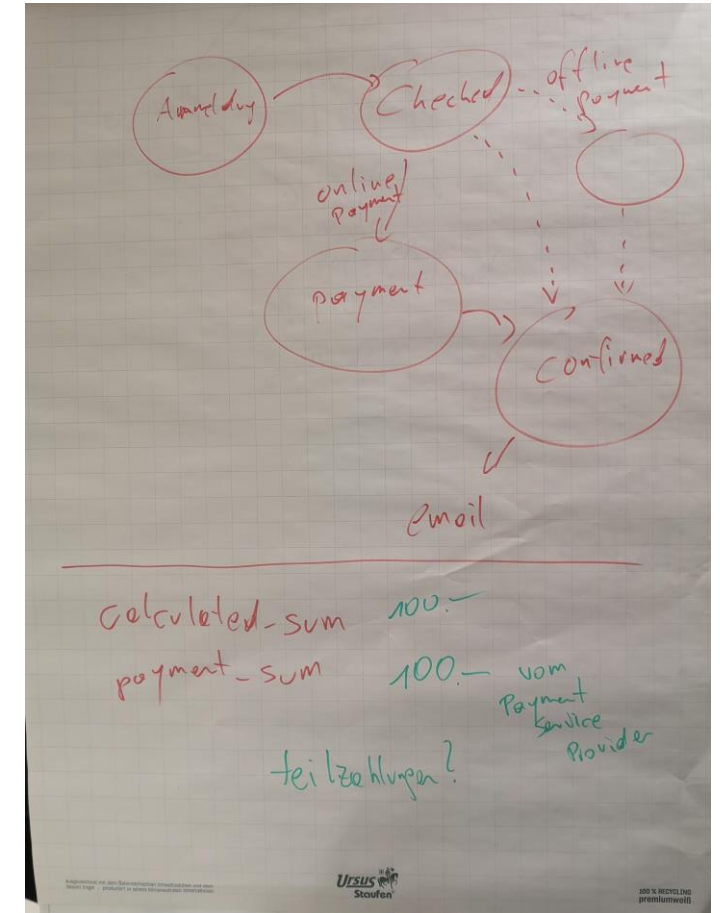 Anmeldung
Checked
offline
payment
online
payment
payment
Confirmed
email
calculated_sum 100.–
payment_sum 100.– vom
Payment
Service
Provider
teilzahlungen?
Ursus
Staufen
100 % RECYCLING
premiumweiß